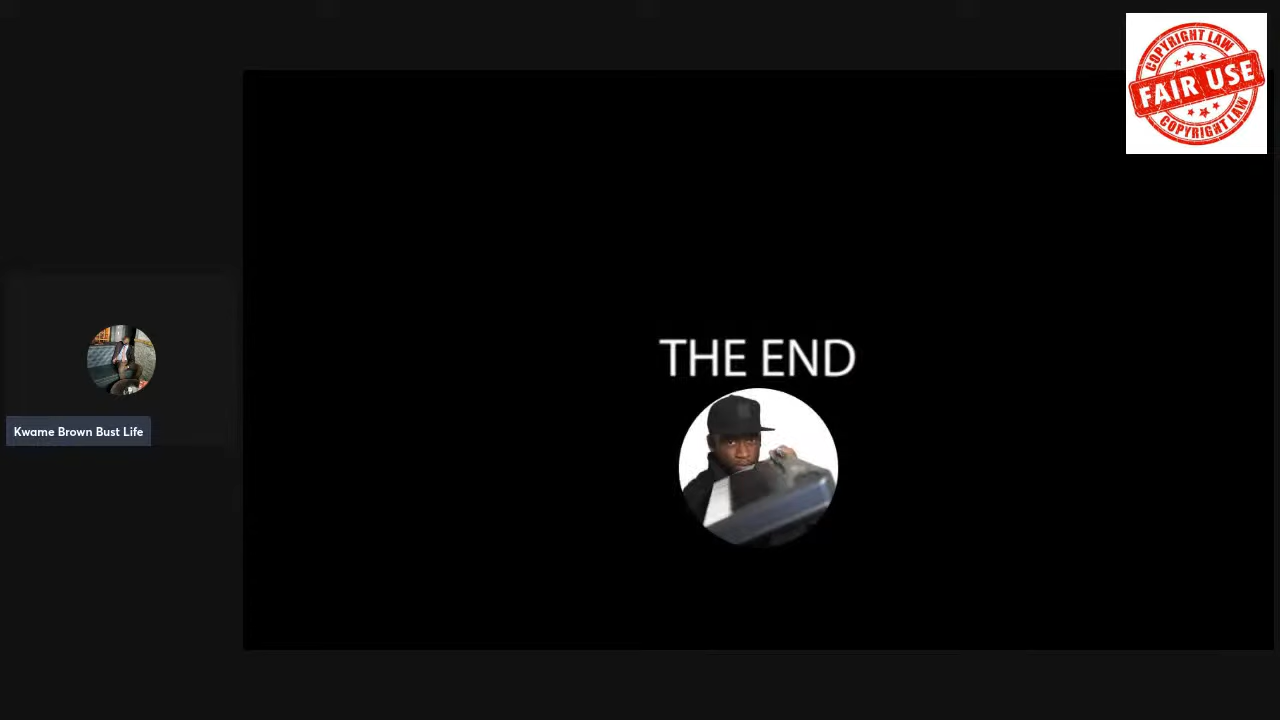 COPYRIGHT LAW
FAIR USE
COPYRIGHT LAW
THE END
Kwame Brown Bust Life